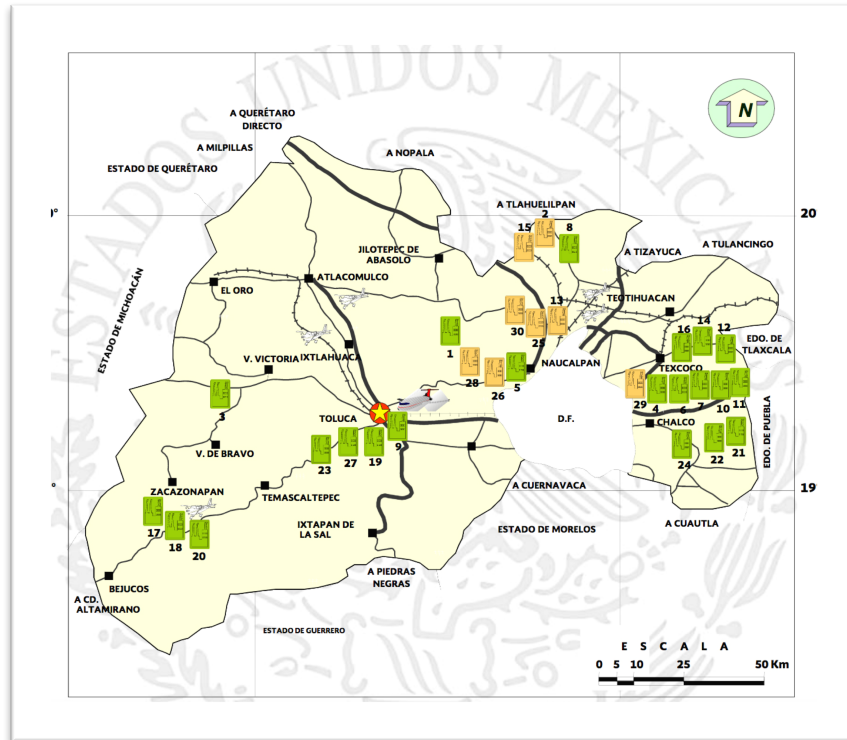 ESTADOS UNIDOS MEXICANOS
N
A QUERÉTARO
DIRECTO
A MILPILLAS
A NOPALA
ESTADO DE QUERÉTARO
A TLAHUELILPAN
0°
20
2
15
8
A TIZAYUCA
A TULANCINGO
JILOTEPEC DE
ABASOLO
ATLACOMULCO
EL ORO
TEOTIHUACAN
ESTADO DE MICHOACÁN
13
30
25
14
16
12
EDO. DE
TLAXCALA
1
IXTLAHUACA
V. VICTORIA
NAUCALPAN
TEXCOCO
28
26
5
29
4
6
7
10
11
3
TOLUCA
D.F.
CHALCO
9
EDO. DE PUEBLA
23
27
19
24
22
21
V. DE BRAVO
ZACAZONAPAN
TEMASCALTEPEC
A CUERNAVACA
19
17
18
20
IXTAPAN DE
LA SAL
ESTADO DE MORELOS
A CUAUTLA
A PIEDRAS
NEGRAS
BEJUCOS
A CD.
ALTAMIRANO
ESTADO DE GUERRERO
E S C A L A
0 5 10 25 50 Km